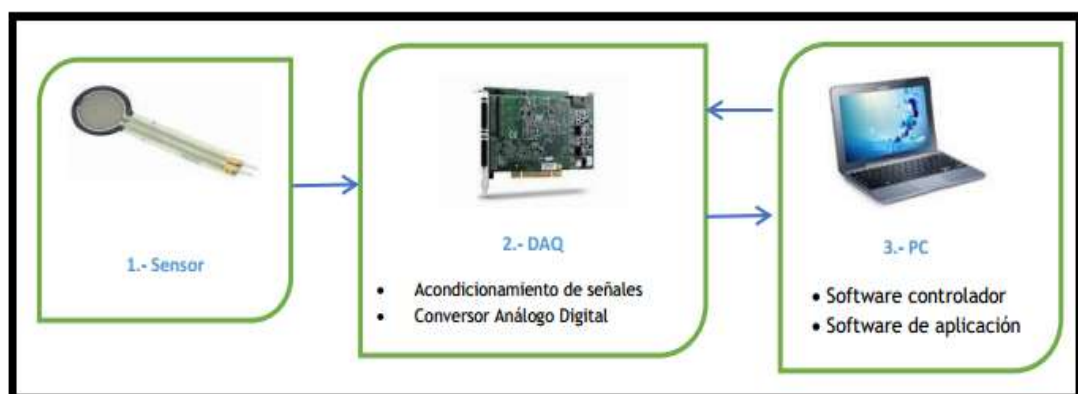 1.- Sensor
2.- DAQ
• Acondicionamiento de señales
• Conversor Análogo Digital
3.- PC
• Software controlador
• Software de aplicación